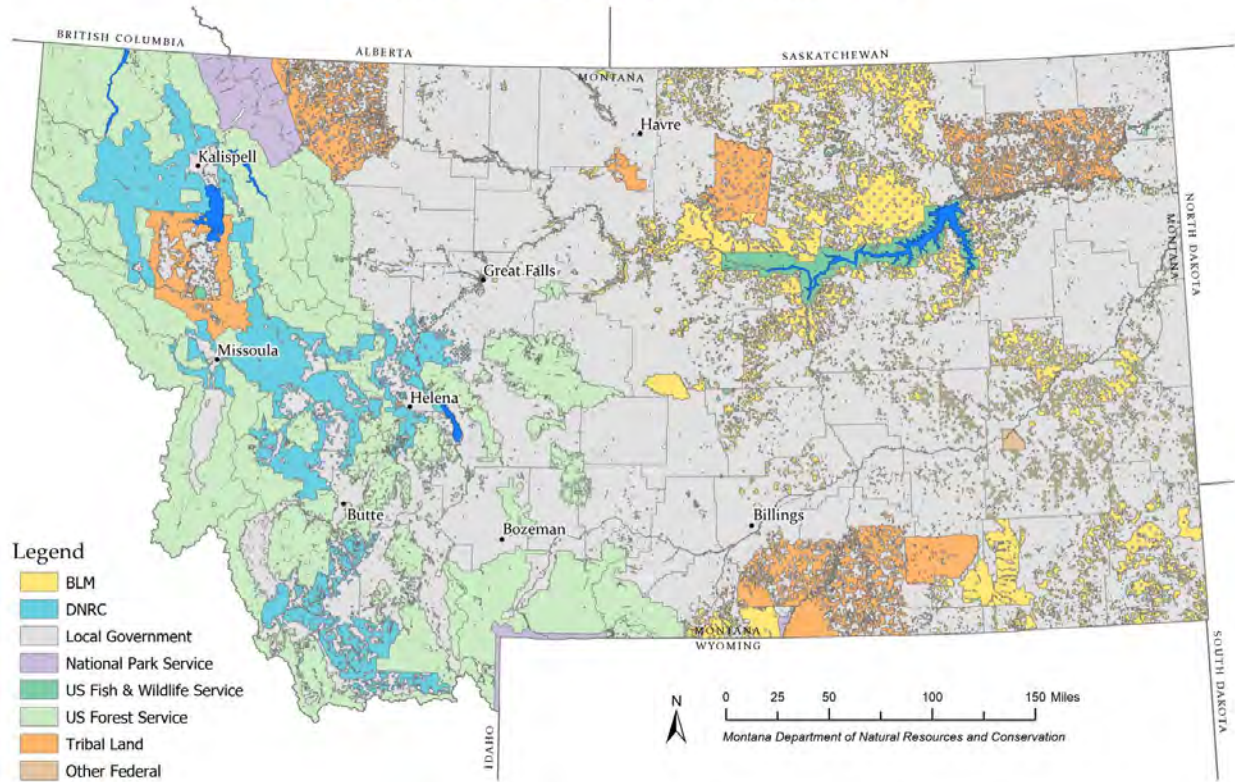 BRITISH COLUMBIA
ALBERTA
SASKATCHEWAN
MONTANA
Havre
Kalispell
NORTH DAKOTA
MONTANA
Great Falls
Missoula
Helena
Butte
Bozeman
Billings
Legend
BLM
DNRC
Local Government
National Park Service
US Fish & Wildlife Service
US Forest Service
Tribal Land
Other Federal
MONTANA
WYOMING
IDAHO
SOUTH DAKOTA
N
0 25 50 100 150 Miles
Montana Department of Natural Resources and Conservation